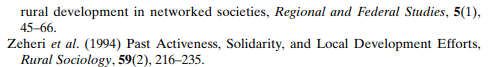 rural development in networked societies, Regional and Federal Studies, 5(1),
45–66.
Zeheri et al. (1994) Past Activeness, Solidarity, and Local Development Efforts,
Rural Sociology, 59(2), 216–235.